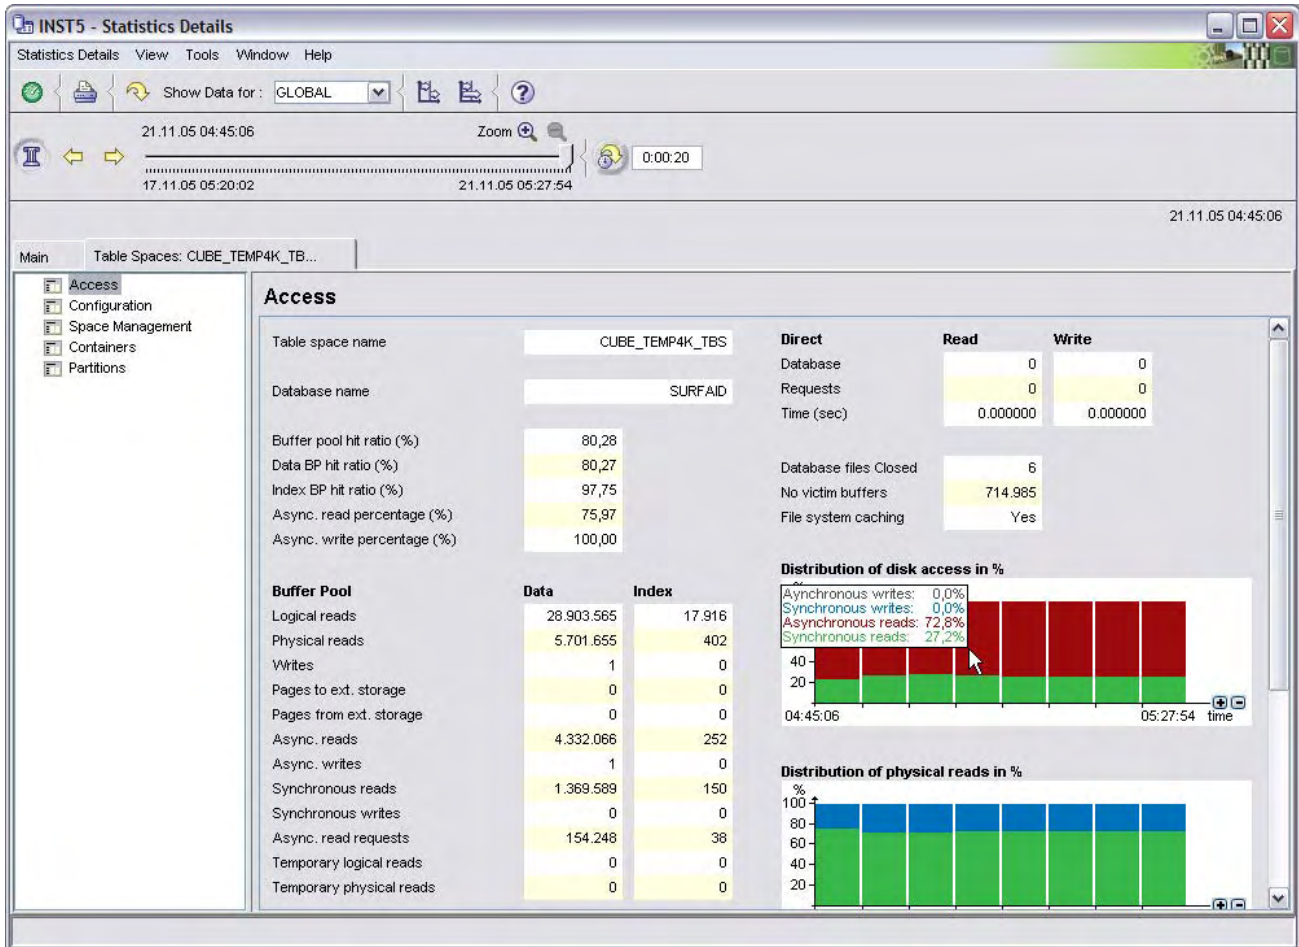 INST5 - Statistics Details
Statistics Details View Tools Window Help
Show Data for : GLOBAL
21.11.05 04:45:06 Zoom
0:00:20
17.11.05 05:20:02 21.11.05 05:27:54
21.11.05 04:45:06
Main Table Spaces: CUBE_TEMP4K_TB...
Access
Configuration
Space Management
Containers
Partitions
Access
Table space name CUBE_TEMP4K_TBS
Database name SURFAID
Buffer pool hit ratio (%) 80,28
Data BP hit ratio (%) 80,27
Index BP hit ratio (%) 97,75
Async. read percentage (%) 75,97
Async. write percentage (%) 100,00
Buffer Pool Data Index
Logical reads 28.903.565 17.916
Physical reads 5.701.655 402
Writes 1 0
Pages to ext. storage 0 0
Pages from ext. storage 0 0
Async. reads 4.332.066 252
Async. writes 1 0
Synchronous reads 1.369.589 150
Synchronous writes 0 0
Async. read requests 154.248 38
Temporary logical reads 0 0
Temporary physical reads 0 0
Direct Read Write
Database 0 0
Requests 0 0
Time (sec) 0.000000 0.000000
Database files Closed 6
No victim buffers 714.985
File system caching Yes
Distribution of disk access in %
Aynchronous writes: 0,0%
Synchronous writes: 0,0%
Asynchronous reads: 72,8%
Synchronous reads: 27,2%
40
20
04:45:06 05:27:54 time
Distribution of physical reads in %
%
100
80
60
40
20